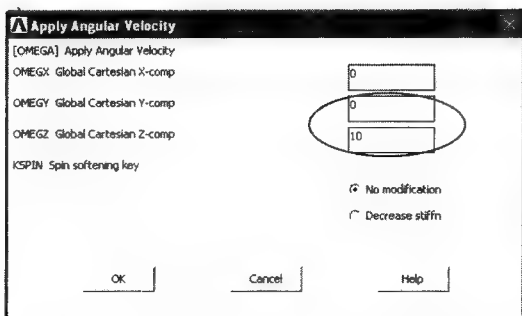 Apply Angular Velocity
[OMEGA] Apply Angular Velocity
OMEGX Global Cartesian X-comp 0
OMEGY Global Cartesian Y-comp 0
OMEGZ Global Cartesian Z-comp 10
KSPIN Spin softening key
No modification
Decrease stiffn
OK Cancel Help